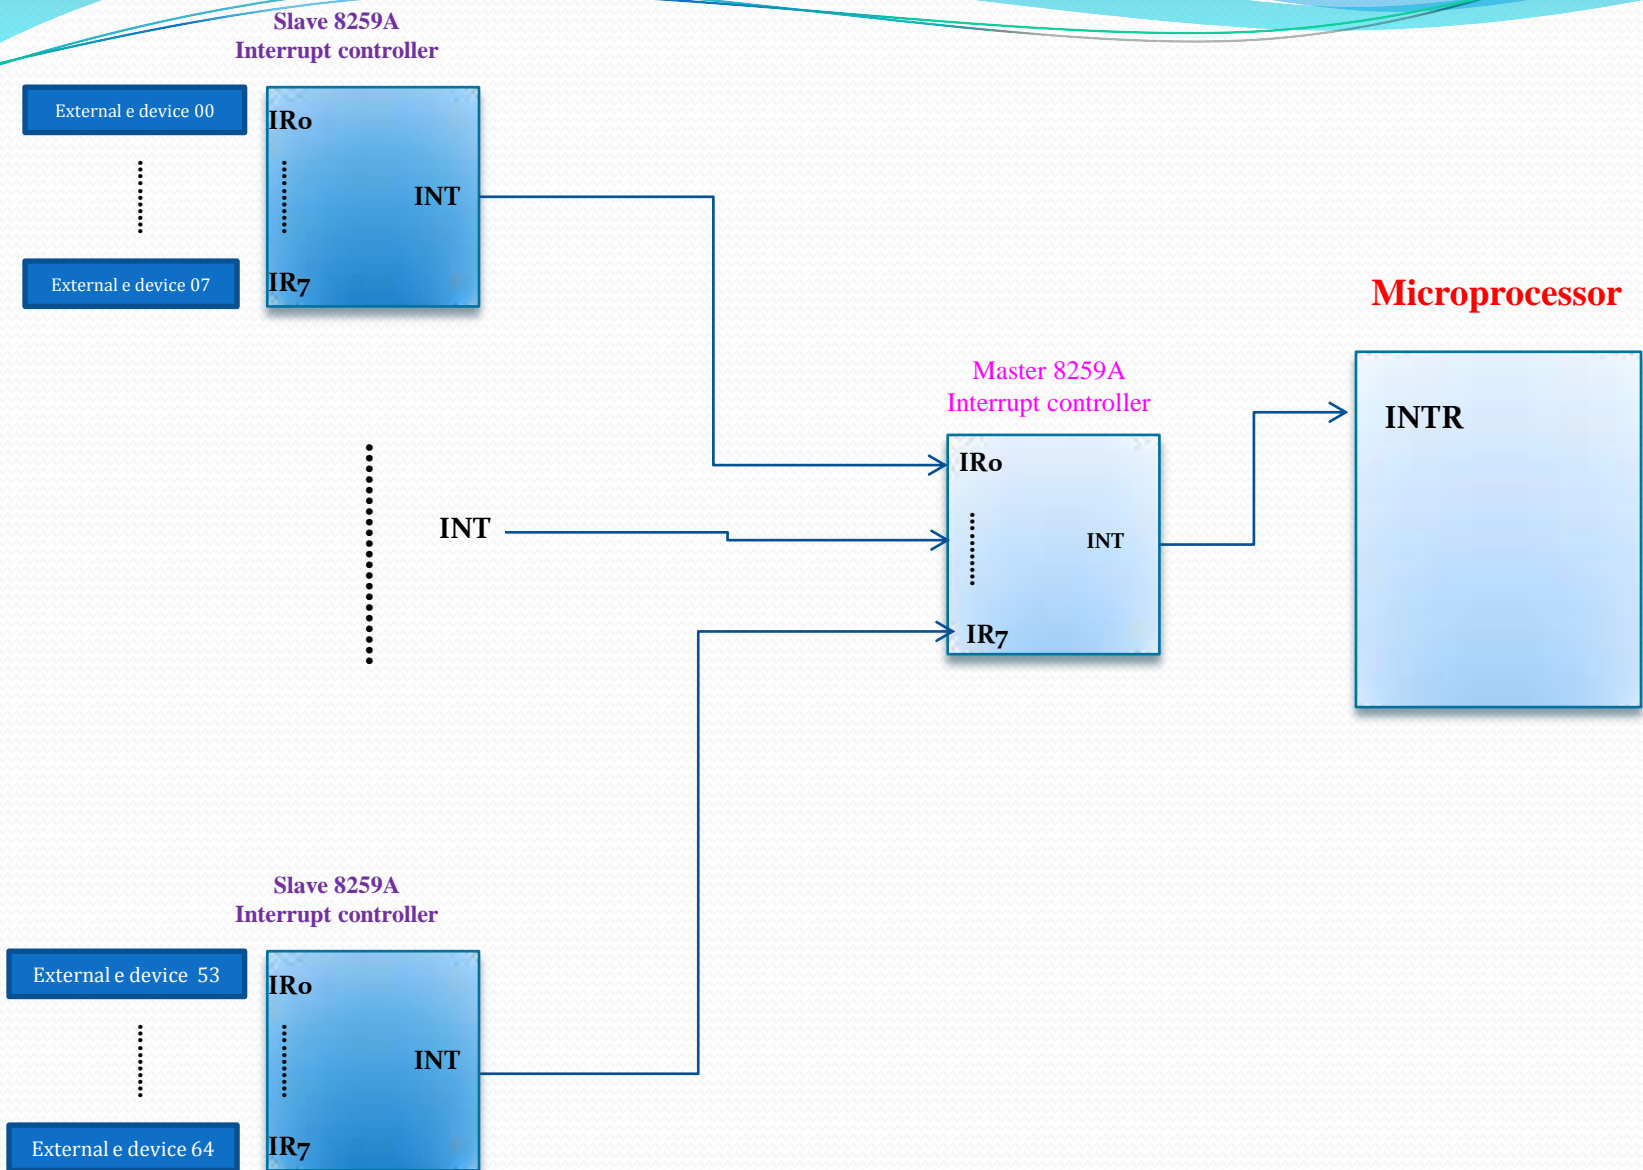 Slave 8259A
Interrupt controller
External e device 00
IRo
INT
External e device 07
IR7
Microprocessor
Master 8259A
Interrupt controller
INTR
IRo
INT
INT
IR7
Slave 8259A
Interrupt controller
External e device  53
IRo
INT
External e device 64
IR7